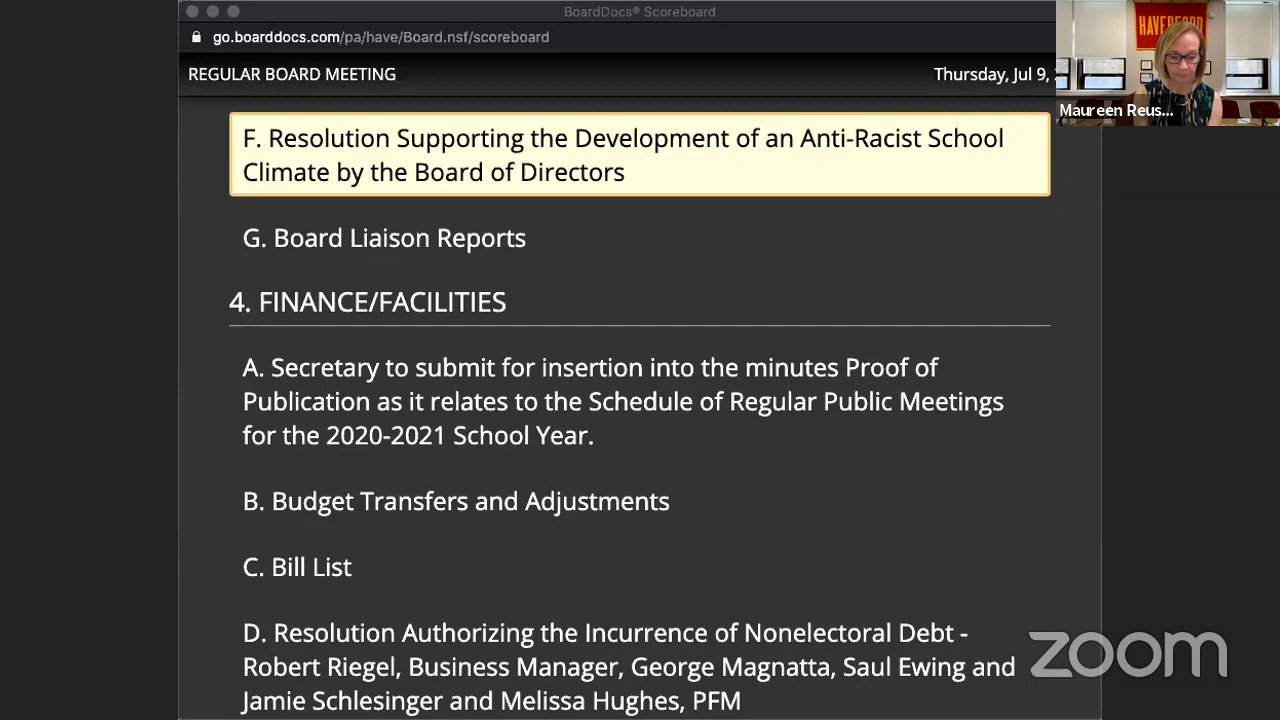 BoardDocs® Scoreboard
go.boarddocs.com/pa/have/Board.nsf/scoreboard
REGULAR BOARD MEETING
Thursday, Jul 9,
HAVERFORD
Maureen Reus...
F. Resolution Supporting the Development of an Anti-Racist School
Climate by the Board of Directors
G. Board Liaison Reports
4. FINANCE/FACILITIES
A. Secretary to submit for insertion into the minutes Proof of
Publication as it relates to the Schedule of Regular Public Meetings
for the 2020-2021 School Year.
B. Budget Transfers and Adjustments
C. Bill List
D. Resolution Authorizing the Incurrence of Nonelectoral Debt -
Robert Riegel, Business Manager, George Magnatta, Saul Ewing and
Jamie Schlesinger and Melissa Hughes, PFM
zoom